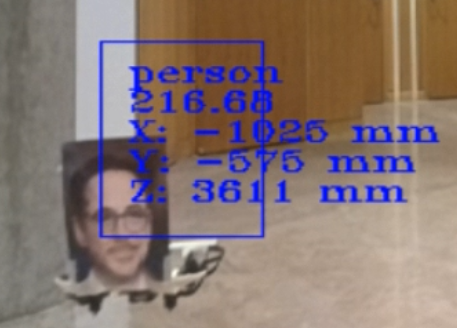 person
216.68
X: -1025 mm
Y: -575 mm
Z: 3611 mm